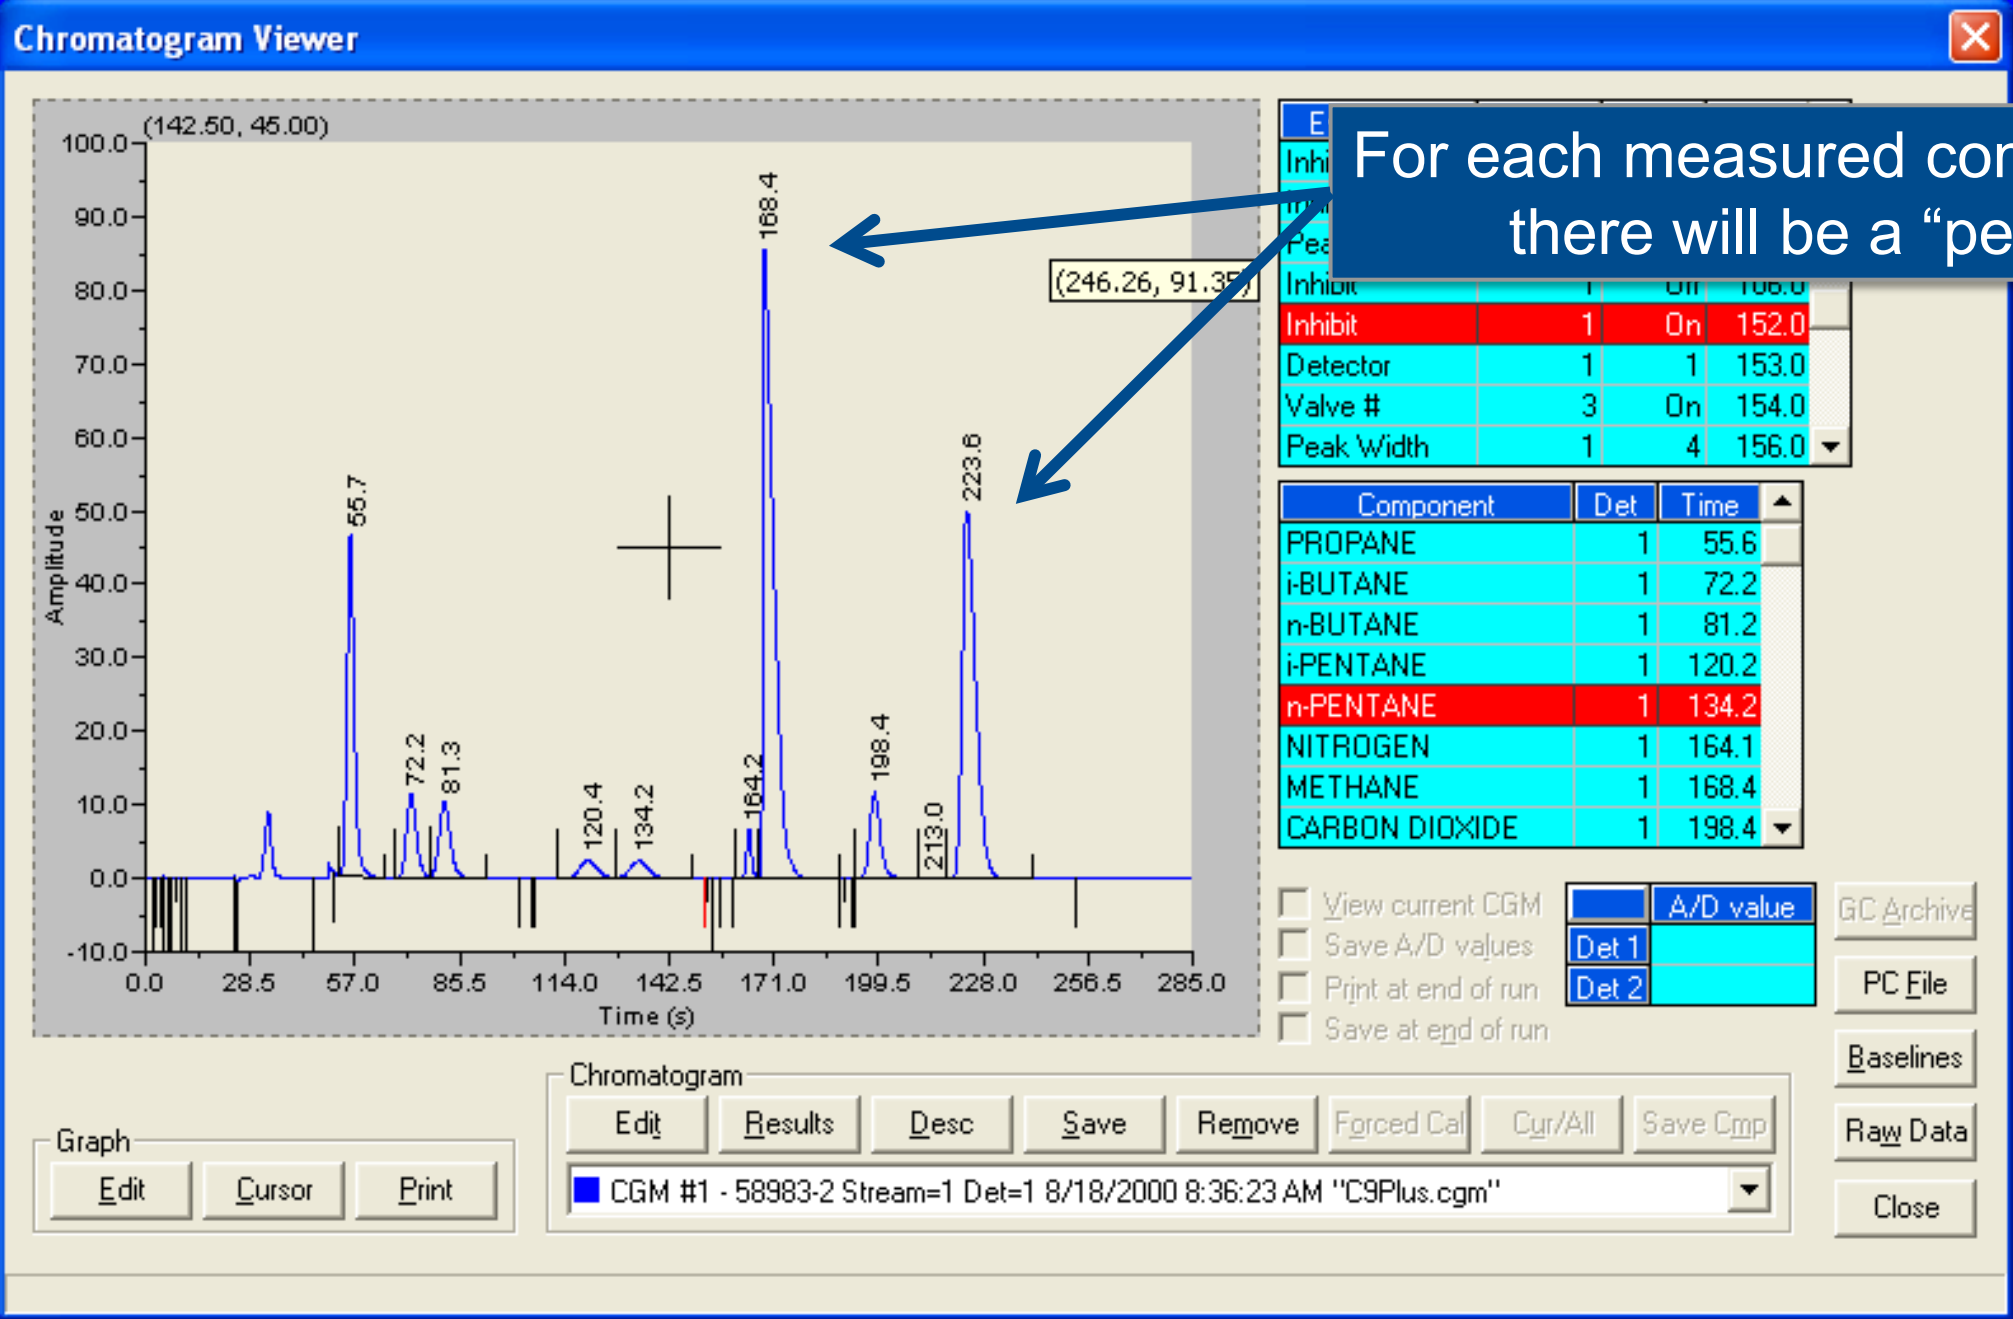 Chromatogram Viewer
(142.50, 45.00)
100.0
90.0
80.0
70.0
60.0
50.0
40.0
30.0
20.0
10.0
0.0
-10.0
Amplitude
0.0 28.5 57.0 85.5 114.0 142.5 171.0 199.5 228.0 256.5 285.0
Time (s)
55.7
72.2
81.3
120.4
134.2
164.2
168.4
198.4
213.0
223.6
(246.26, 91.35)
For each measured
there will be a
Inhibit 1 Off 106.0
Inhibit 1 On 152.0
Detector 1 1 153.0
Valve # 3 On 154.0
Peak Width 1 4 156.0
Component Det Time
PROPANE 1 55.6
i-BUTANE 1 72.2
n-BUTANE 1 81.2
i-PENTANE 1 120.2
n-PENTANE 1 134.2
NITROGEN 1 164.1
METHANE 1 168.4
CARBON DIOXIDE 1 198.4
View current CGM
Save A/D values
Print at end of run
Save at end of run
A/D value
Det 1
Det 2
GC Archive
PC File
Baselines
Raw Data
Close
Chromatogram
Edit Results Desc Save Remove Forced Cal Cur/All Save Cmp
CGM #1 - 58983-2 Stream=1 Det=1 8/18/2000 8:36:23 AM "C9Plus.cgm"
Graph
Edit Cursor Print